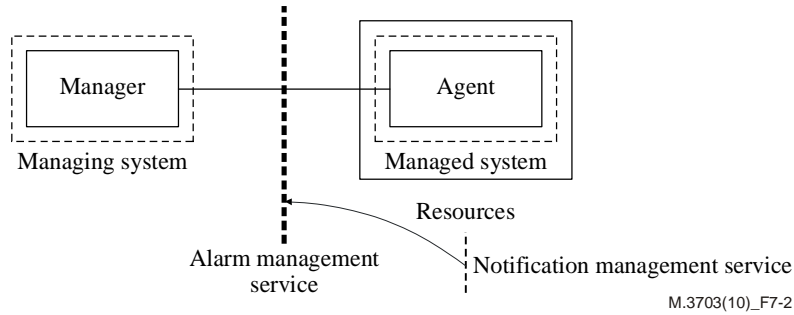 Manager
Agent
Managing system
Managed system
Resources
Alarm management
service
Notification management service
M.3703(10)_F7-2